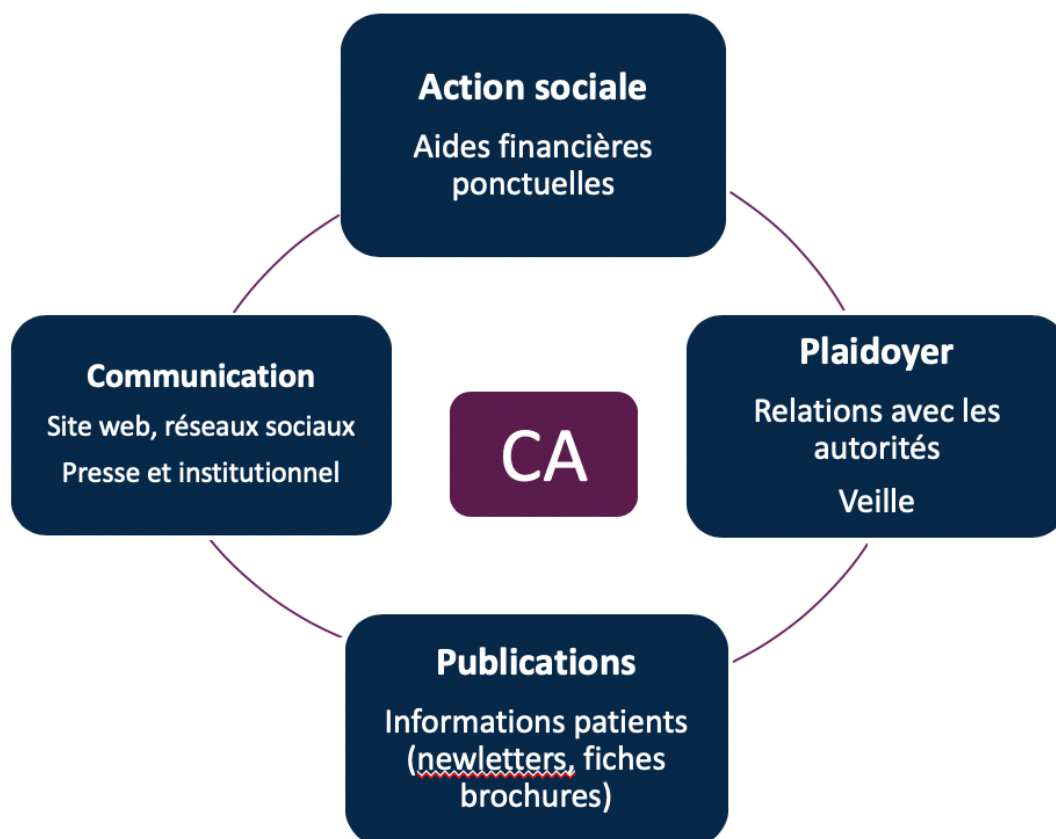 Action sociale
Aides financières
ponctuelles
Communication
Site web, réseaux sociaux
Presse et institutionnel
CA
Plaidoyer
Relations avec les
autorités
Veille
Publications
Informations patients
(newletters, fiches
brochures)